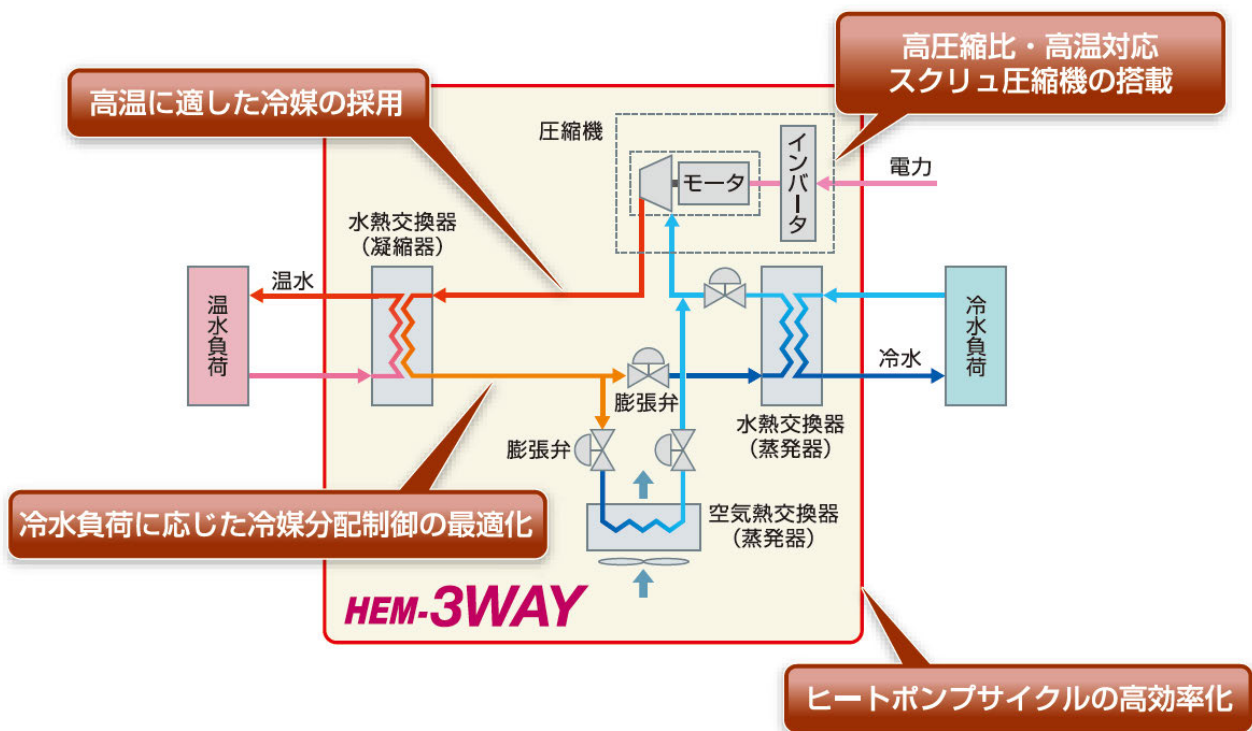 高圧縮比・高温対応
スクリュ圧縮機の搭載
高温に適した冷媒の採用
圧縮機
インバータ
モータ
電力
水熱交換器
(凝縮器)
温水
温水負荷
冷水負荷
冷水
膨張弁
水熱交換器
(蒸発器)
膨張弁
冷水負荷に応じた冷媒分配制御の最適化
空気熱交換器
(蒸発器)
HEM-3WAY
ヒートポンプサイクルの高効率化